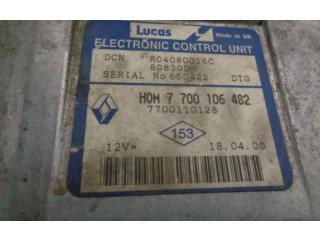 Lucas
Made in UK
ELECTRONIC CONTROL UNIT
DCN R04080016C
80830D
SERIAL No 660422 DTG
HOM 7 700 106 482
7700110128
153
12V= 18.04.00